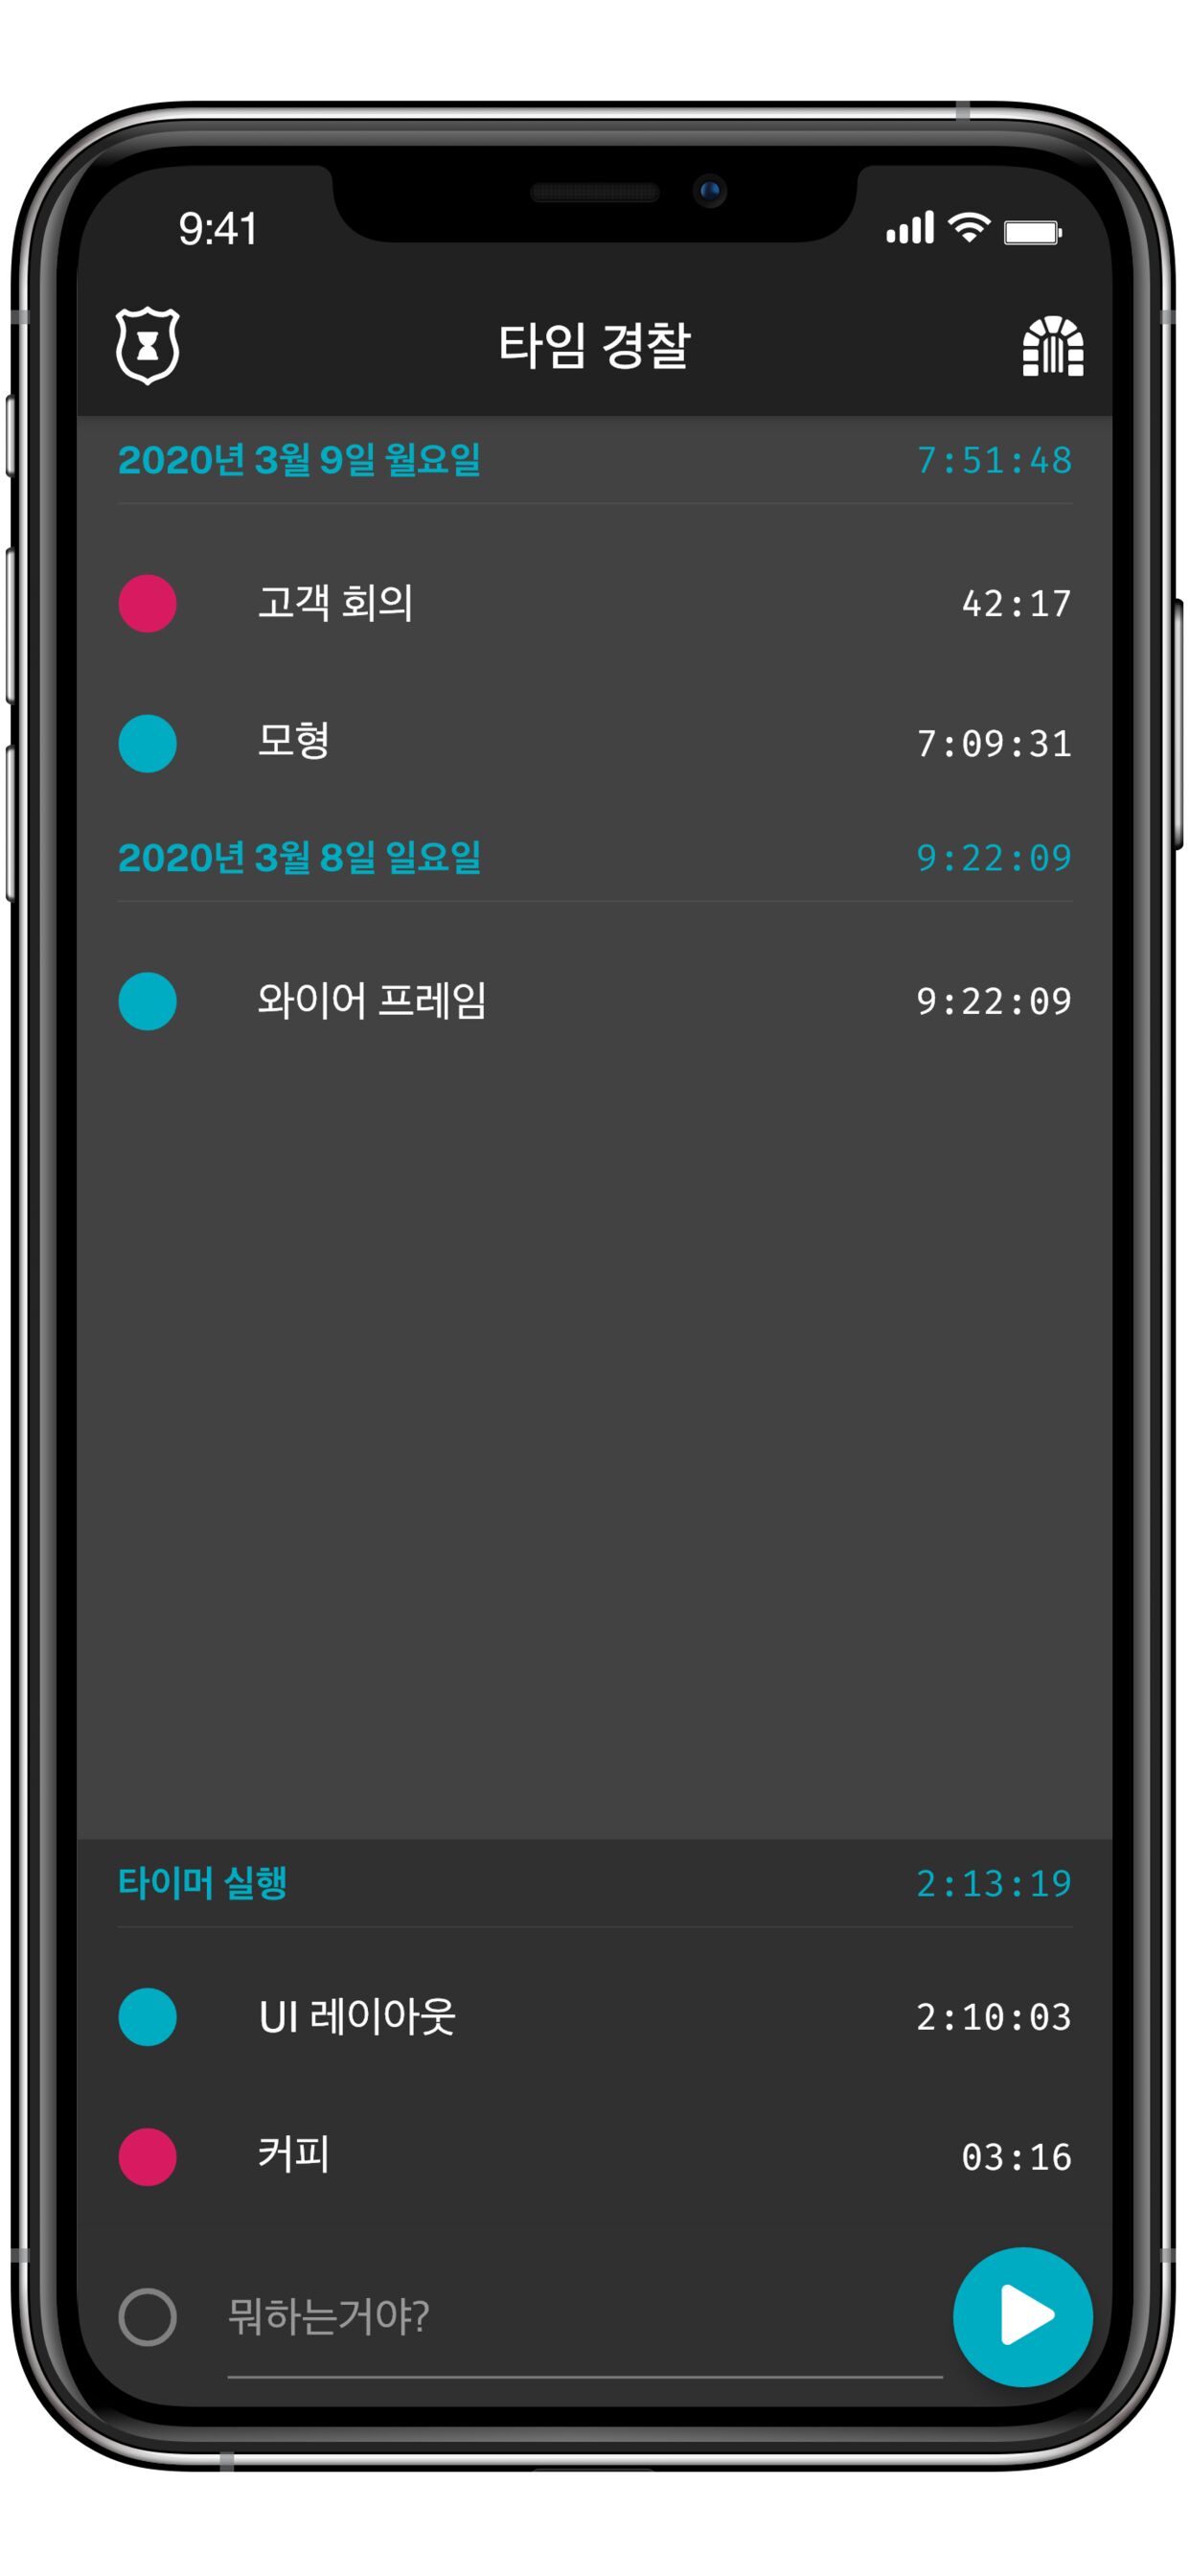 9:41
타임 경찰
2020년 3월 9일 월요일 7:51:48
고객 회의 42:17
모형 7:09:31
2020년 3월 8일 일요일 9:22:09
와이어 프레임 9:22:09
타이머 실행 2:13:19
UI 레이아웃 2:10:03
커피 03:16
뭐하는거야?